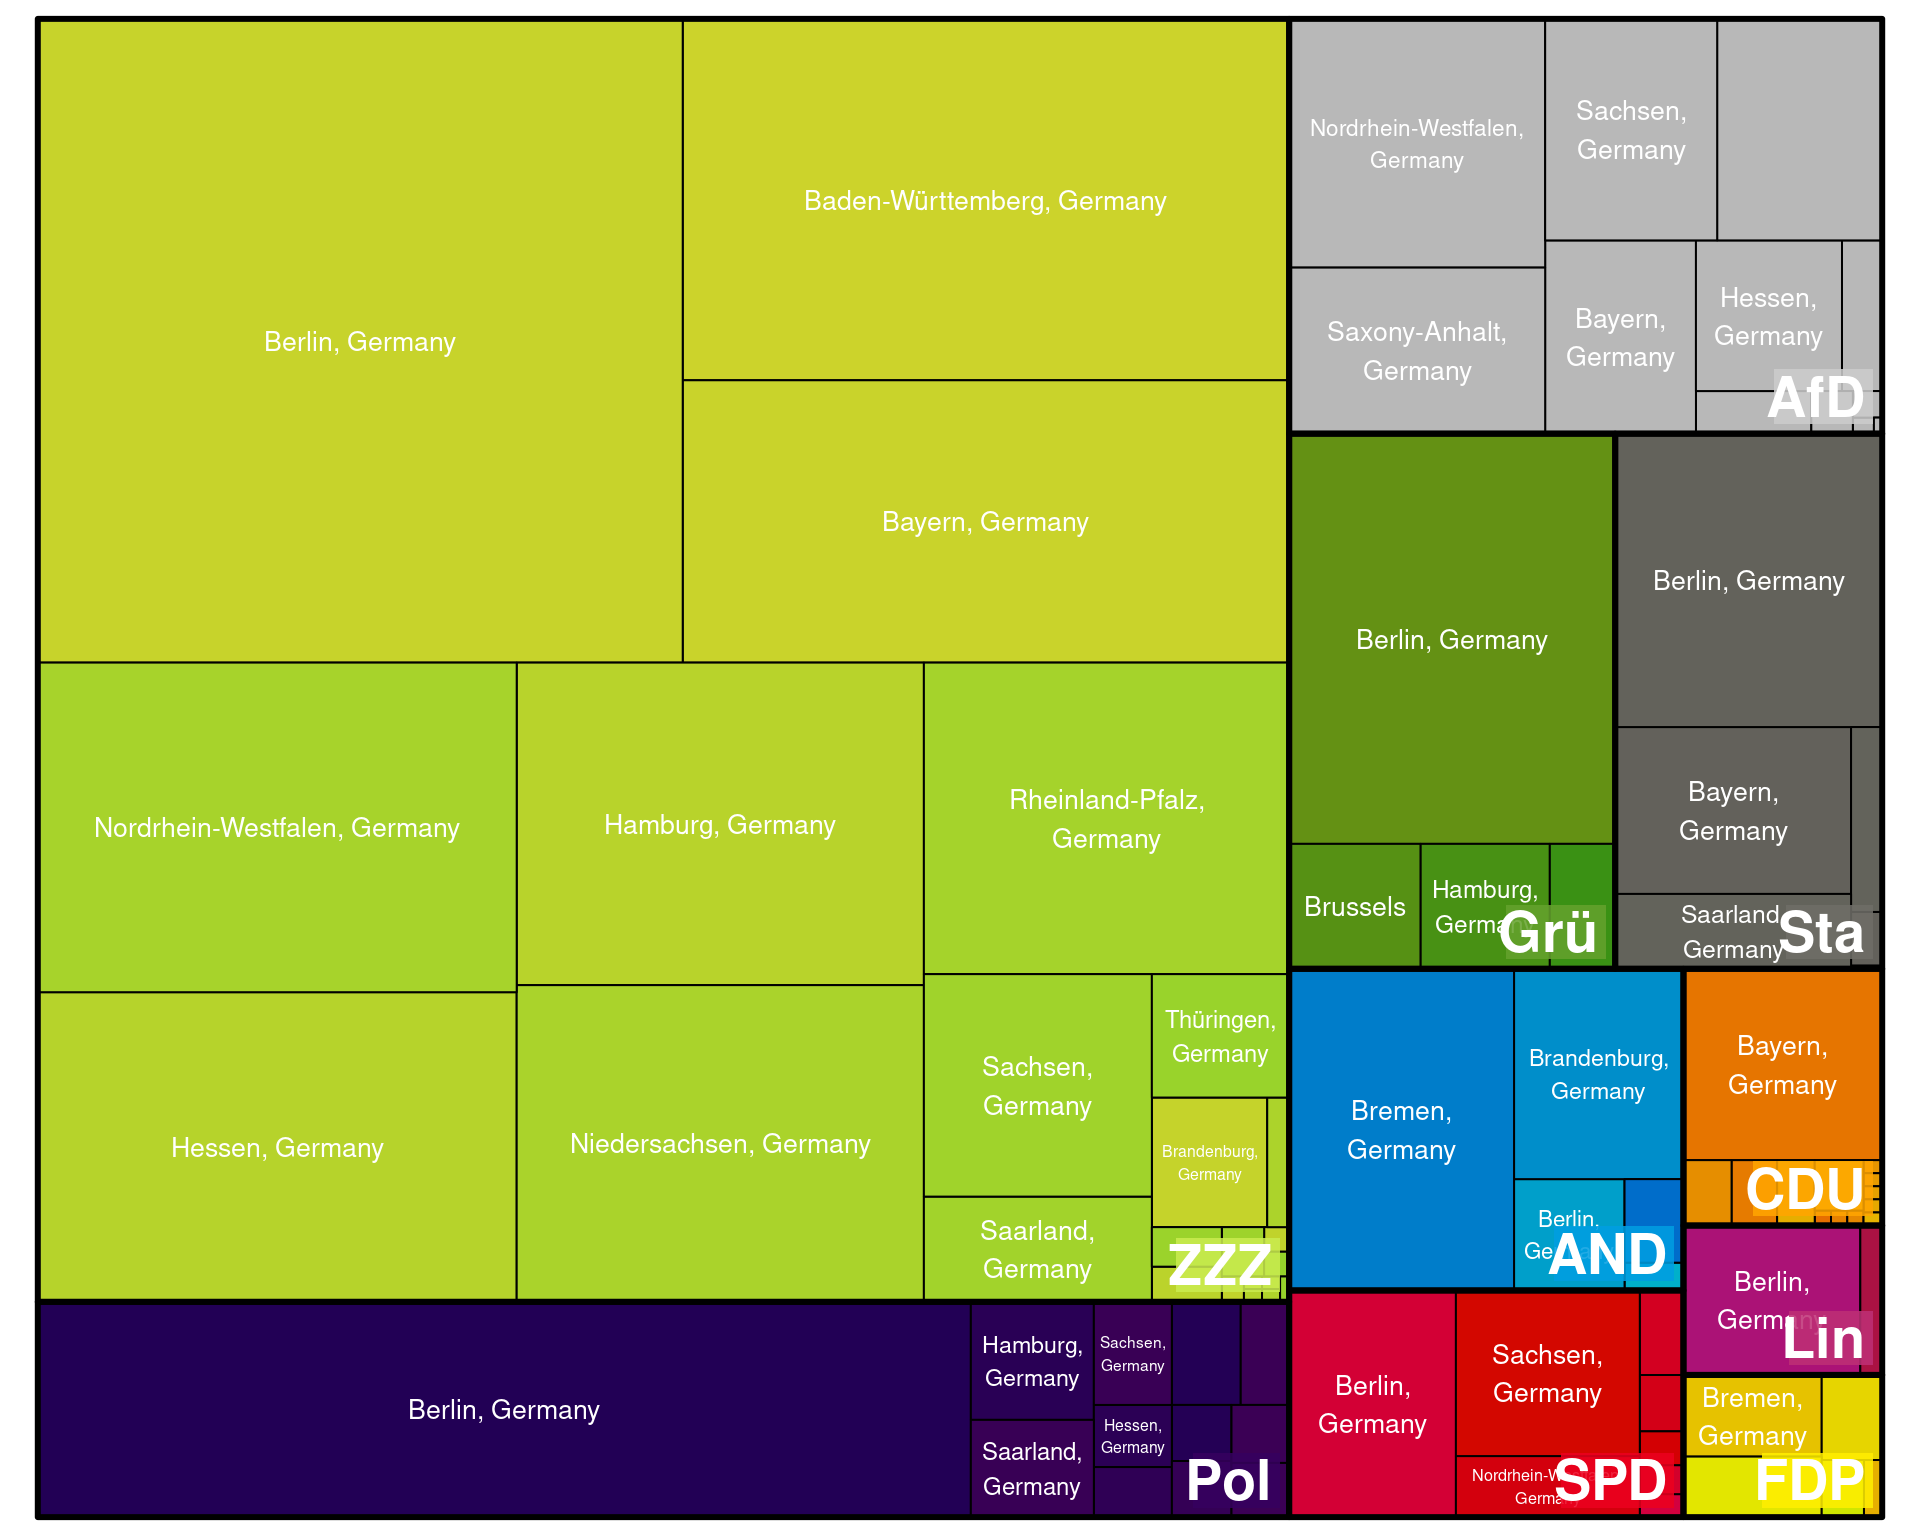 Berlin, Germany
Baden-Württemberg, Germany
Bayern, Germany
Nordrhein-Westfalen, Germany
Hamburg, Germany
Rheinland-Pfalz,
Germany
Hessen, Germany
Niedersachsen, Germany
Sachsen,
Germany
Thüringen,
Germany
Brandenburg,
Germany
Saarland,
Germany
ZZZ
Berlin, Germany
Hamburg,
Germany
Saarland,
Germany
Sachsen,
Germany
Hessen,
Germany
Pol
Nordrhein-Westfalen,
Germany
Sachsen,
Germany
Saxony-Anhalt,
Germany
Bayern,
Germany
Hessen,
Germany
AfD
Berlin, Germany
Brussels
Hamburg,
Germany
Grü
Berlin, Germany
Bayern,
Germany
Saarland,
Germany
Sta
Bremen,
Germany
Brandenburg,
Germany
Berlin,
AND
Bayern,
Germany
CDU
Berlin,
Germany
Lin
Berlin,
Germany
Sachsen,
Germany
SPD
Bremen,
Germany
FDP